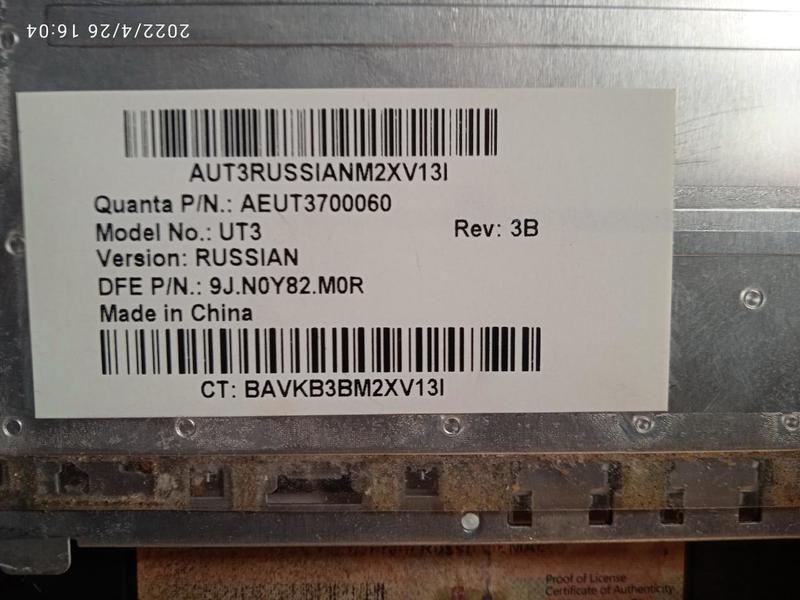 2022/4/26 16:04
AUT3RUSSIANM2XV13I
Quanta P/N.: AEUT3700060
Model No.: UT3 Rev: 3B
Version: RUSSIAN
DFE P/N.: 9J.N0Y82.M0R
Made in China
CT: BAVKB3BM2XV13I
Proof of License
Certificate of Authenticity